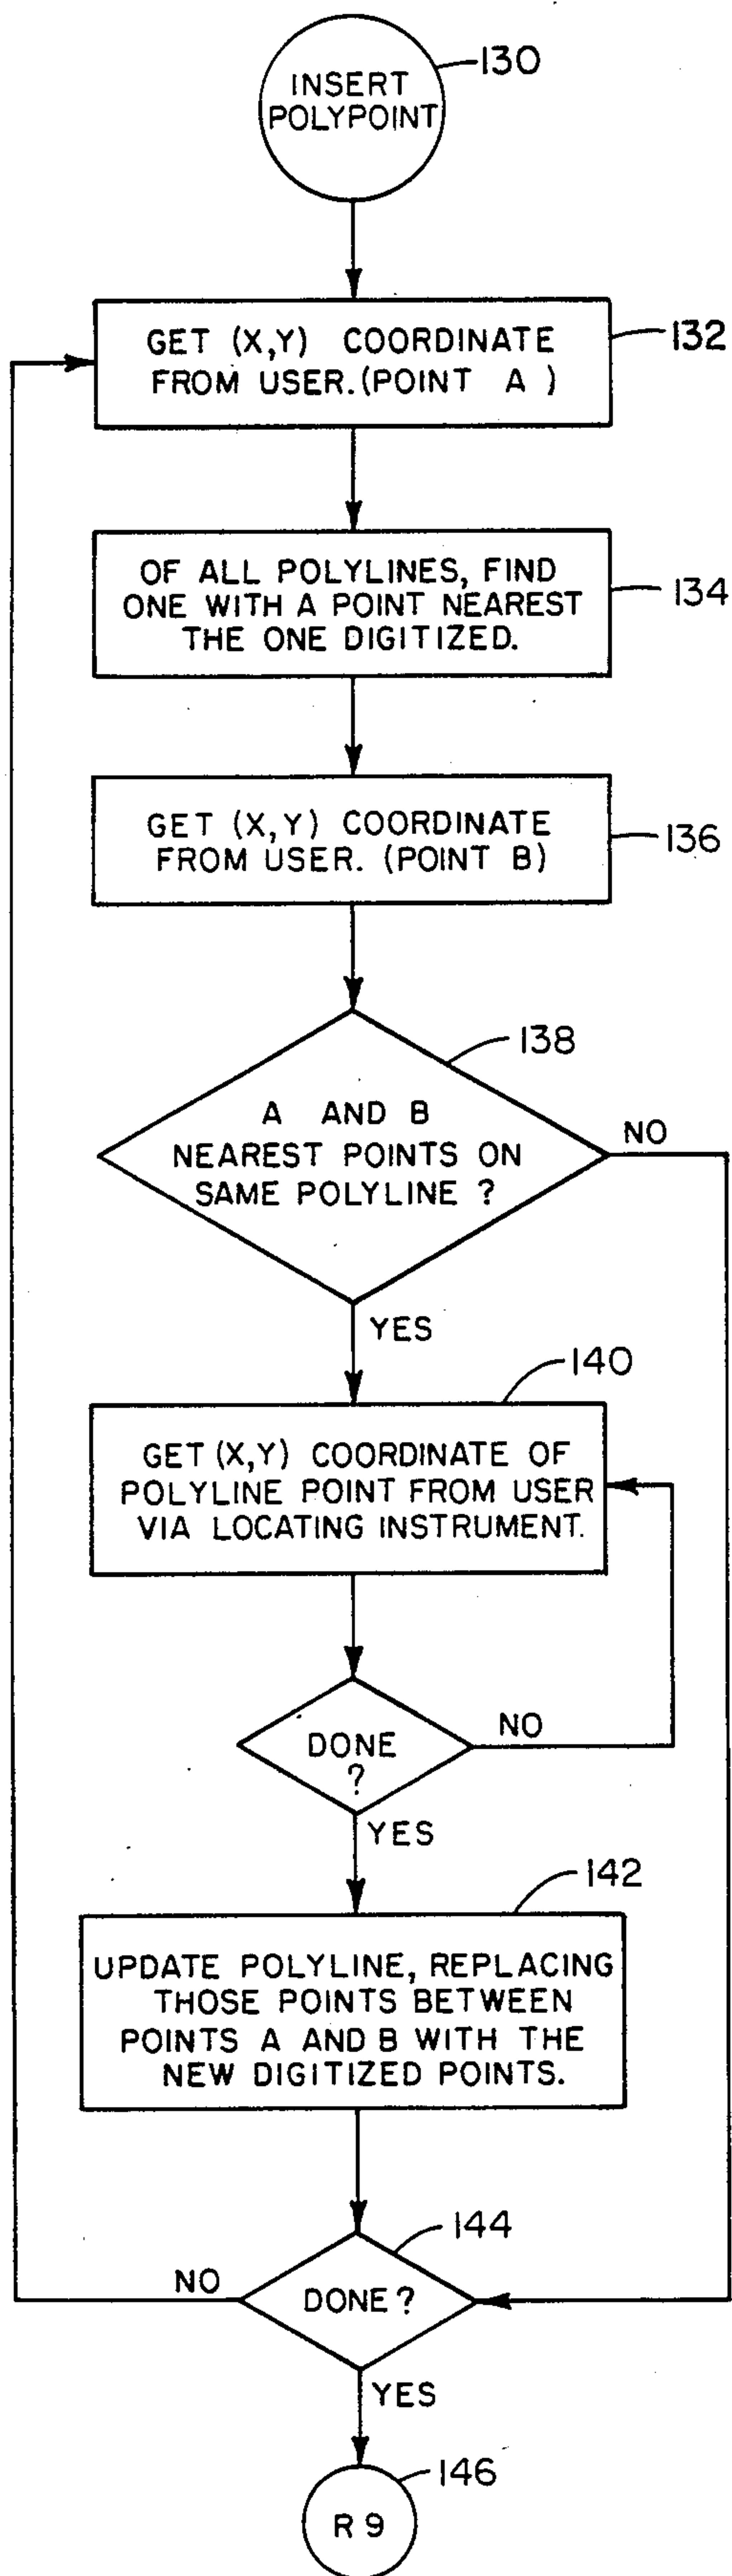 INSERT
POLYPOINT
130
GET (X,Y) COORDINATE
FROM USER.(POINT A )
132
OF ALL POLYLINES, FIND
ONE WITH A POINT NEAREST
THE ONE DIGITIZED.
134
GET (X,Y) COORDINATE
FROM USER. (POINT B)
136
138
A AND B
NEAREST POINTS ON
SAME POLYLINE ?
NO
YES
140
GET (X,Y) COORDINATE OF
POLYLINE POINT FROM USER
VIA LOCATING INSTRUMENT.
DONE
?
NO
YES
142
UPDATE POLYLINE, REPLACING
THOSE POINTS BETWEEN
POINTS A AND B WITH THE
NEW DIGITIZED POINTS.
144
DONE ?
NO
YES
146
R 9